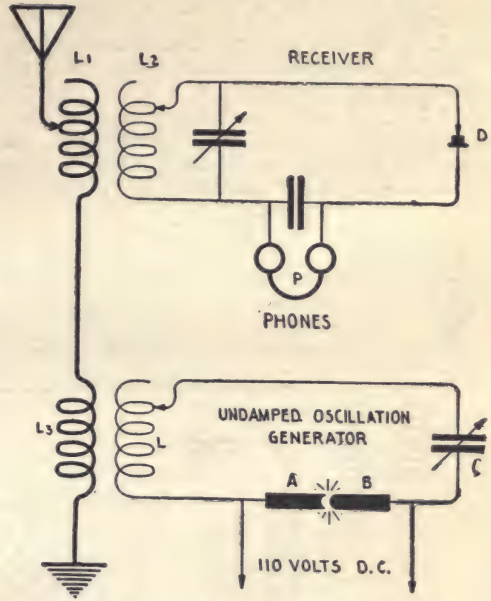 L1
L2
RECEIVER
D
P
PHONES
L3
L
UNDAMPED OSCILLATION
GENERATOR
A
B
C
110 VOLTS D.C.